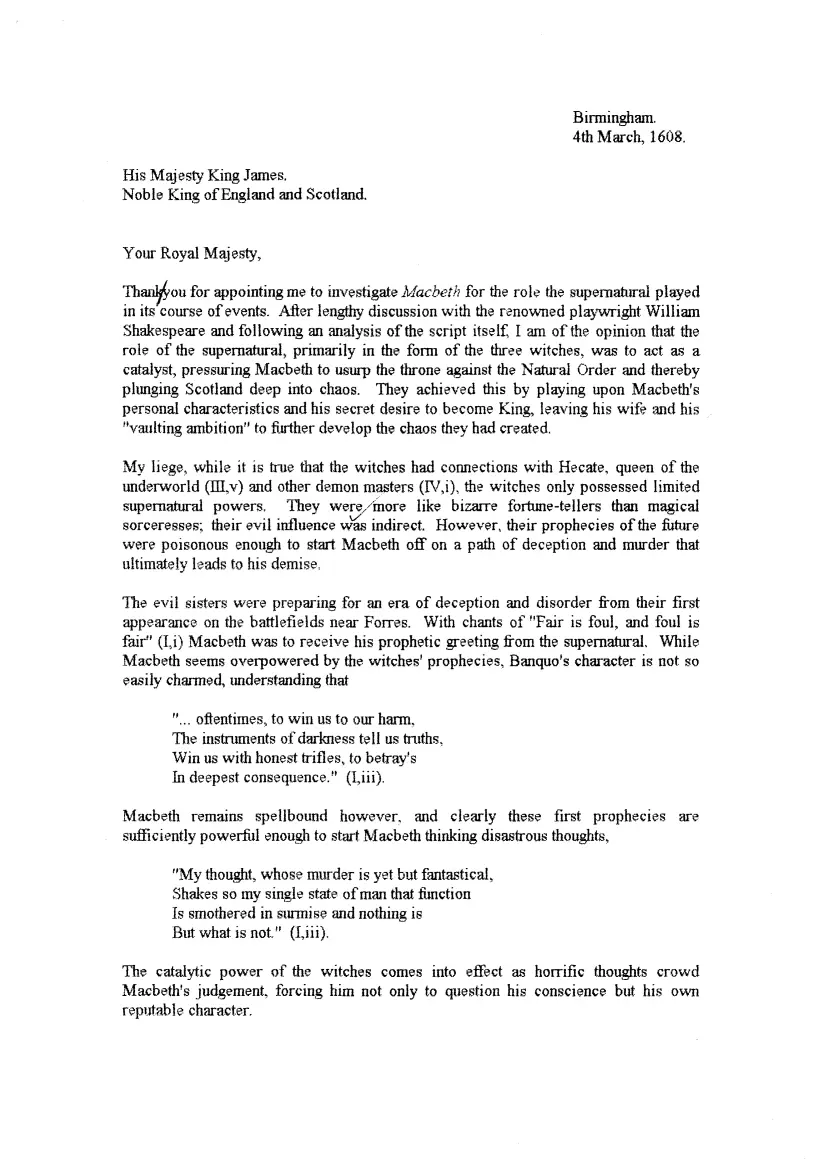 Birmingham.
4th March, 1608.
His Majesty King James,
Noble King of England and Scotland.
Your Royal Majesty,
Thankyou for appointing me to investigate Macbeth for the role the supernatural played
in its course of events. After lengthy discussion with the renowned playwright William
Shakespeare and following an analysis of the script itself, I am of the opinion that the
role of the supernatural, primarily in the form of the three witches, was to act as a
catalyst, pressuring Macbeth to usurp the throne against the Natural Order and thereby
plunging Scotland deep into chaos. They achieved this by playing upon Macbeth's
personal characteristics and his secret desire to become King, leaving his wife and his
"vaulting ambition" to further develop the chaos they had created.
My liege, while it is true that the witches had connections with Hecate, queen of the
underworld (III,v) and other demon masters (IV,i), the witches only possessed limited
supernatural powers. They were more like bizarre fortune-tellers than magical
sorceresses; their evil influence was indirect. However, their prophecies of the future
were poisonous enough to start Macbeth off on a path of deception and murder that
ultimately leads to his demise.
The evil sisters were preparing for an era of deception and disorder from their first
appearance on the battlefields near Forres. With chants of "Fair is foul, and foul is
fair" (I,i) Macbeth was to receive his prophetic greeting from the supernatural. While
Macbeth seems overpowered by the witches' prophecies, Banquo's character is not so
easily charmed, understanding that
"... oftentimes, to win us to our harm,
The instruments of darkness tell us truths,
Win us with honest trifles, to betray's
In deepest consequence." (I,iii).
Macbeth remains spellbound however, and clearly these first prophecies are
sufficiently powerful enough to start Macbeth thinking disastrous thoughts,
"My thought, whose murder is yet but fantastical,
Shakes so my single state of man that function
Is smothered in surmise and nothing is
But what is not." (I,iii).
The catalytic power of the witches comes into effect as horrific thoughts crowd
Macbeth's judgement, forcing him not only to question his conscience but his own
reputable character.